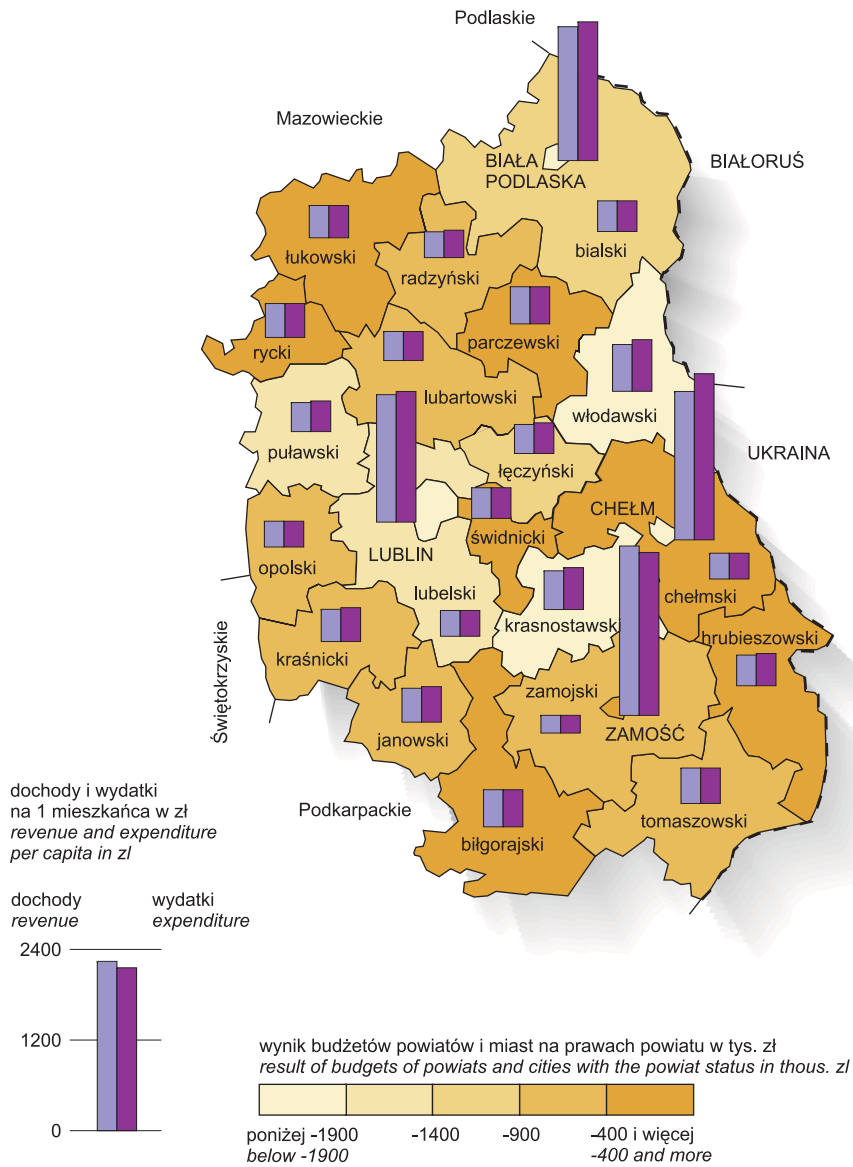 Podlaskie
Mazowieckie
BIAŁA
PODLASKA
BIAŁORUŚ
łukowski
radzyński
bialski
rycki
parczewski
lubartowski
włodawski
puławski
łęczyński
UKRAINA
CHEŁM
świdnicki
opolski
LUBLIN
lubelski
chełmski
krasnostawski
hrubieszowski
kraśnicki
Świętokrzyskie
zamojski
janowski
ZAMOŚĆ
Podkarpackie
tomaszowski
biłgorajski
dochody i wydatki
na 1 mieszkańca w zł
revenue and expenditure
per capita in zl
dochody wydatki
revenue expenditure
2400
1200
0
wynik budżetów powiatów i miast na prawach powiatu w tys. zł
result of budgets of powiats and cities with the powiat status in thous. zl
poniżej -1900 -1400 -900 -400 i więcej
below -1900 -400 and more